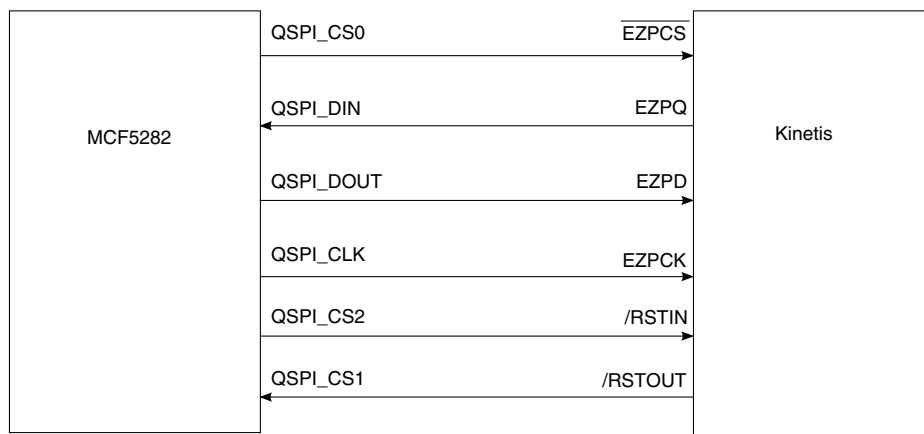 QSPI_CS0 EZPCS
QSPI_DIN EZPQ
MCF5282 Kinetis
QSPI_DOUT EZPD
QSPI_CLK EZPCK
QSPI_CS2 /RSTIN
QSPI_CS1 /RSTOUT